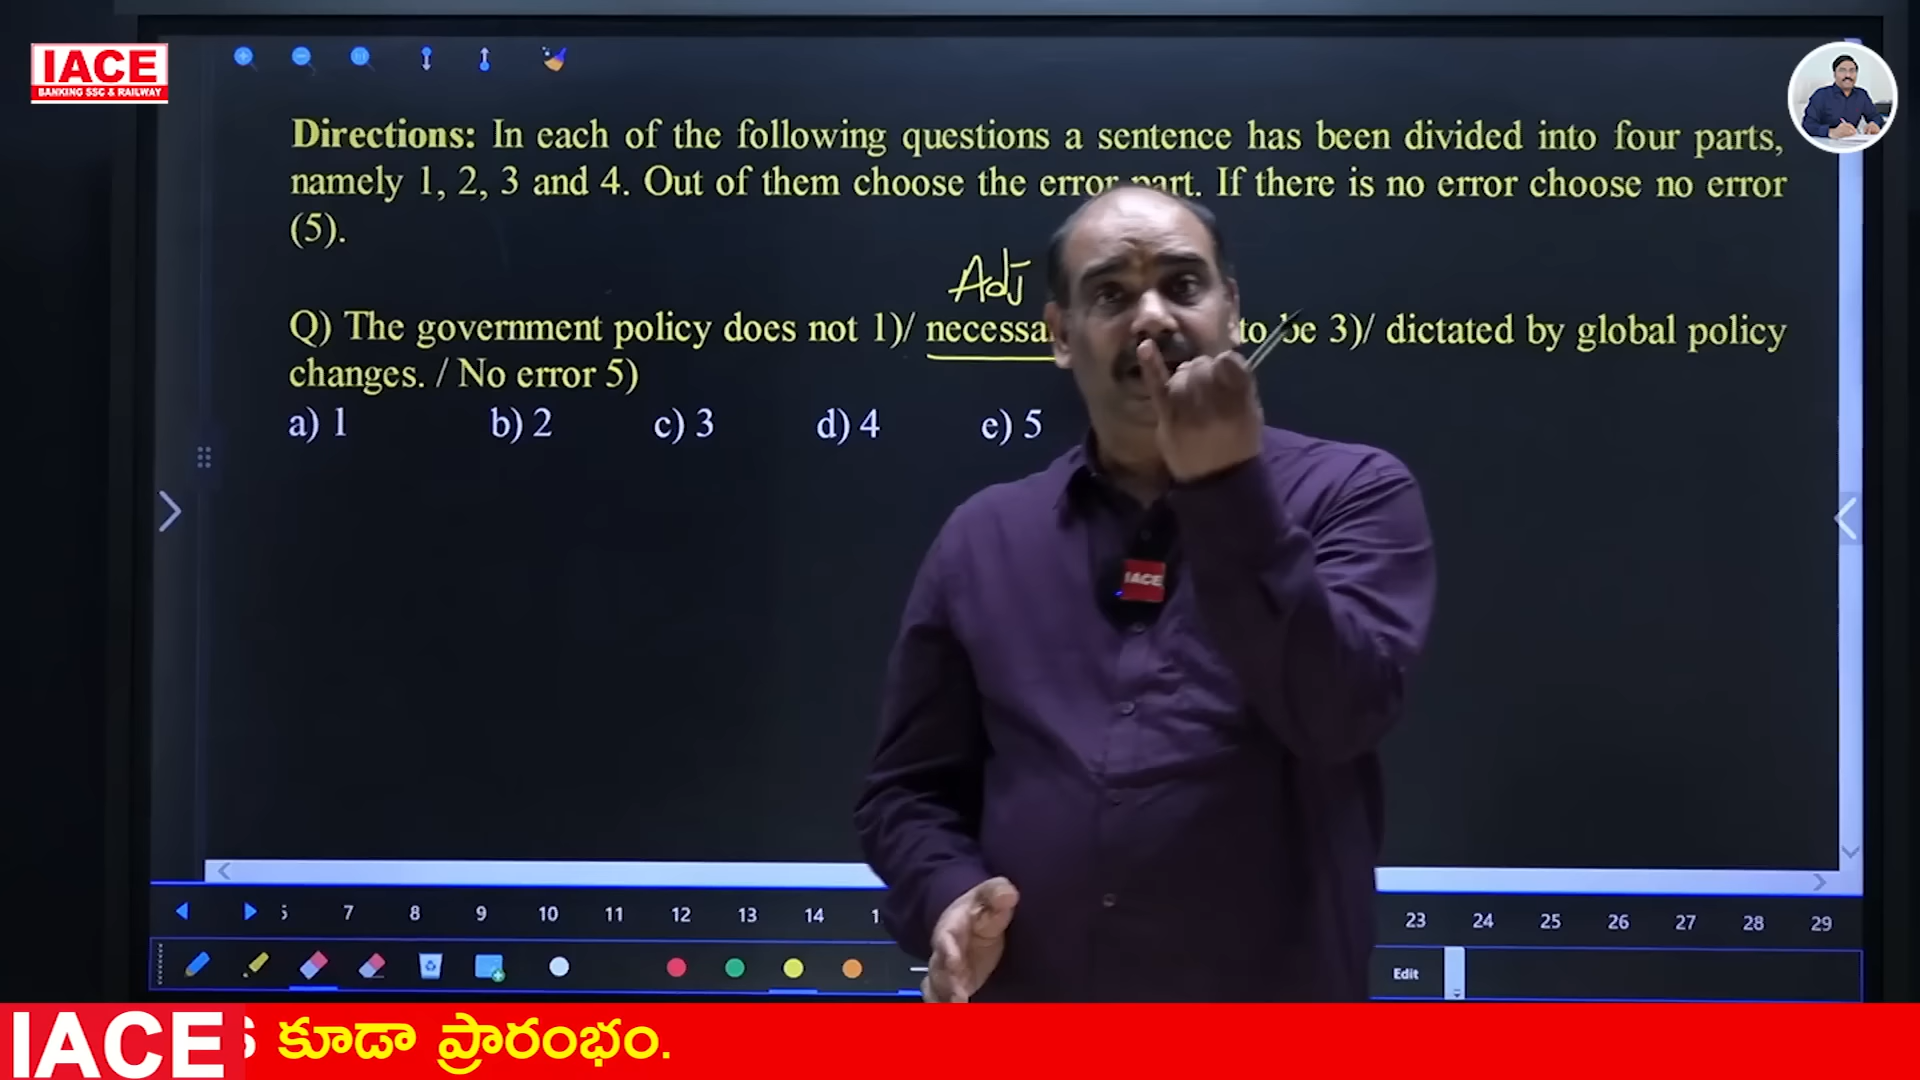 IACE
BANKING SSC & RAILWAY
Directions: In each of the following questions a sentence has been divided into four parts,
namely 1, 2, 3 and 4. Out of them choose the error part. If there is no error choose no error
(5).
Adj
Q) The government policy does not 1)/ to be 3)/ dictated by global policy
changes. / No error 5)
a) 1 b) 2 c) 3 d) 4 e) 5
IACE
7 8 9 10 11 12 13 14 23 24 25 26 27 28 29
Edit
IACE కూడా ప్రారంభం.